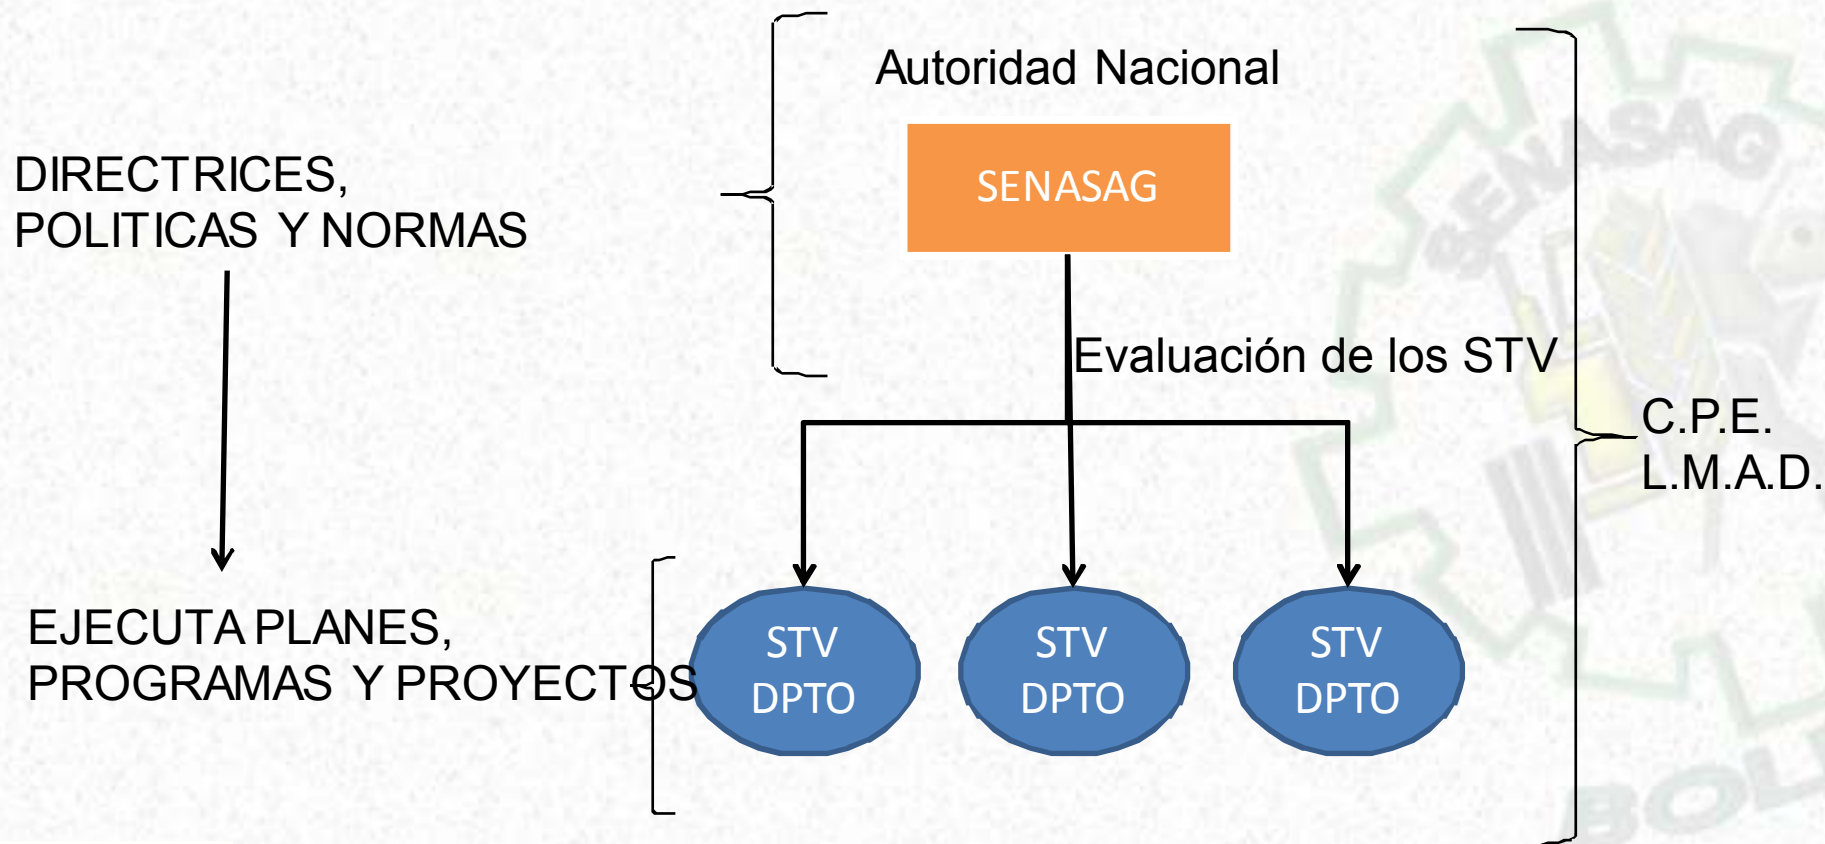 Autoridad Nacional
SENASAG
DIRECTRICES,
POLITICAS Y NORMAS
Evaluación de los STV
C.P.E.
L.M.A.D.
EJECUTA PLANES,
PROGRAMAS Y PROYECTOS
STV
DPTO
STV
DPTO
STV
DPTO
SENASAG